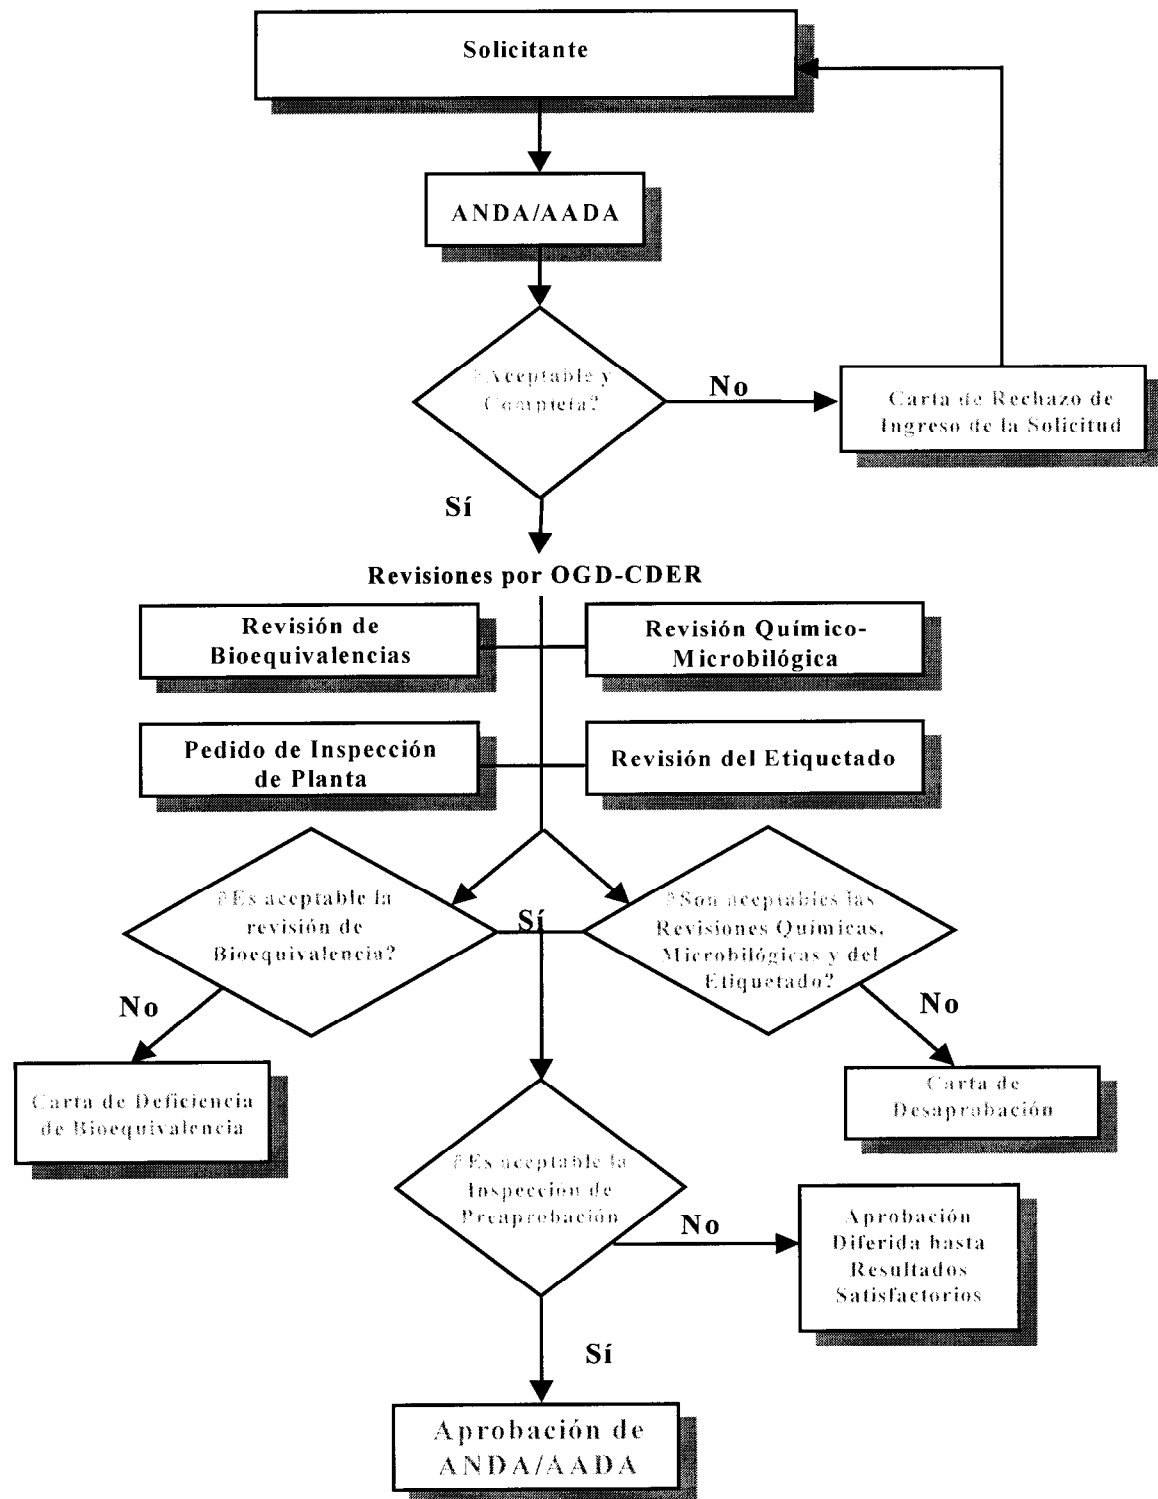 Solicitante
ANDA/AADA
¿Aceptable y
Completa?
No
Carta de Rechazo de
Ingreso de la Solicitud
Sí
Revisiones por OGD-CDER
Revisión de
Bioequivalencias
Revisión Químico-
Microbilógica
Pedido de Inspección
de Planta
Revisión del Etiquetado
¿Es aceptable la
revisión de
Bioequivalencia?
Sí
¿Son aceptables las
Revisiones Químicas,
Microbilógicas y del
Etiquetado?
No
No
Carta de Deficiencia
de Bioequivalencia
Carta de
Desaprobación
¿Es aceptable la
Inspección de
Preaprobación
No
Aprobación
Diferida hasta
Resultados
Satisfactorios
Sí
Aprobación de
ANDA/AADA